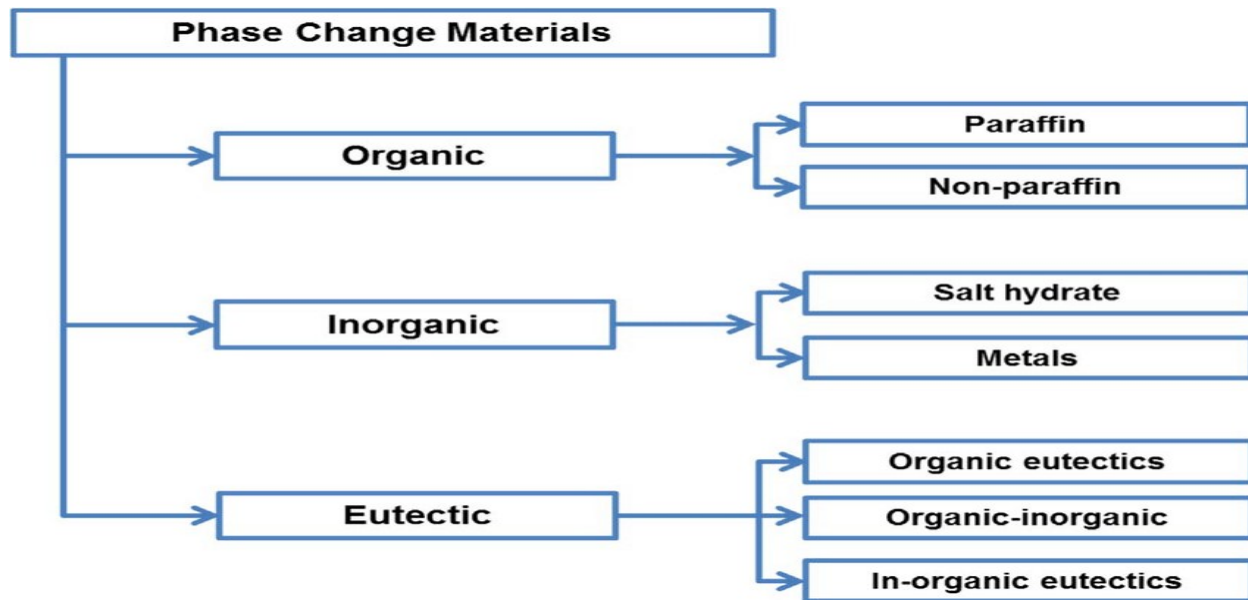 Phase Change Materials
Organic
Paraffin
Non-paraffin
Inorganic
Salt hydrate
Metals
Eutectic
Organic eutectics
Organic-inorganic
In-organic eutectics